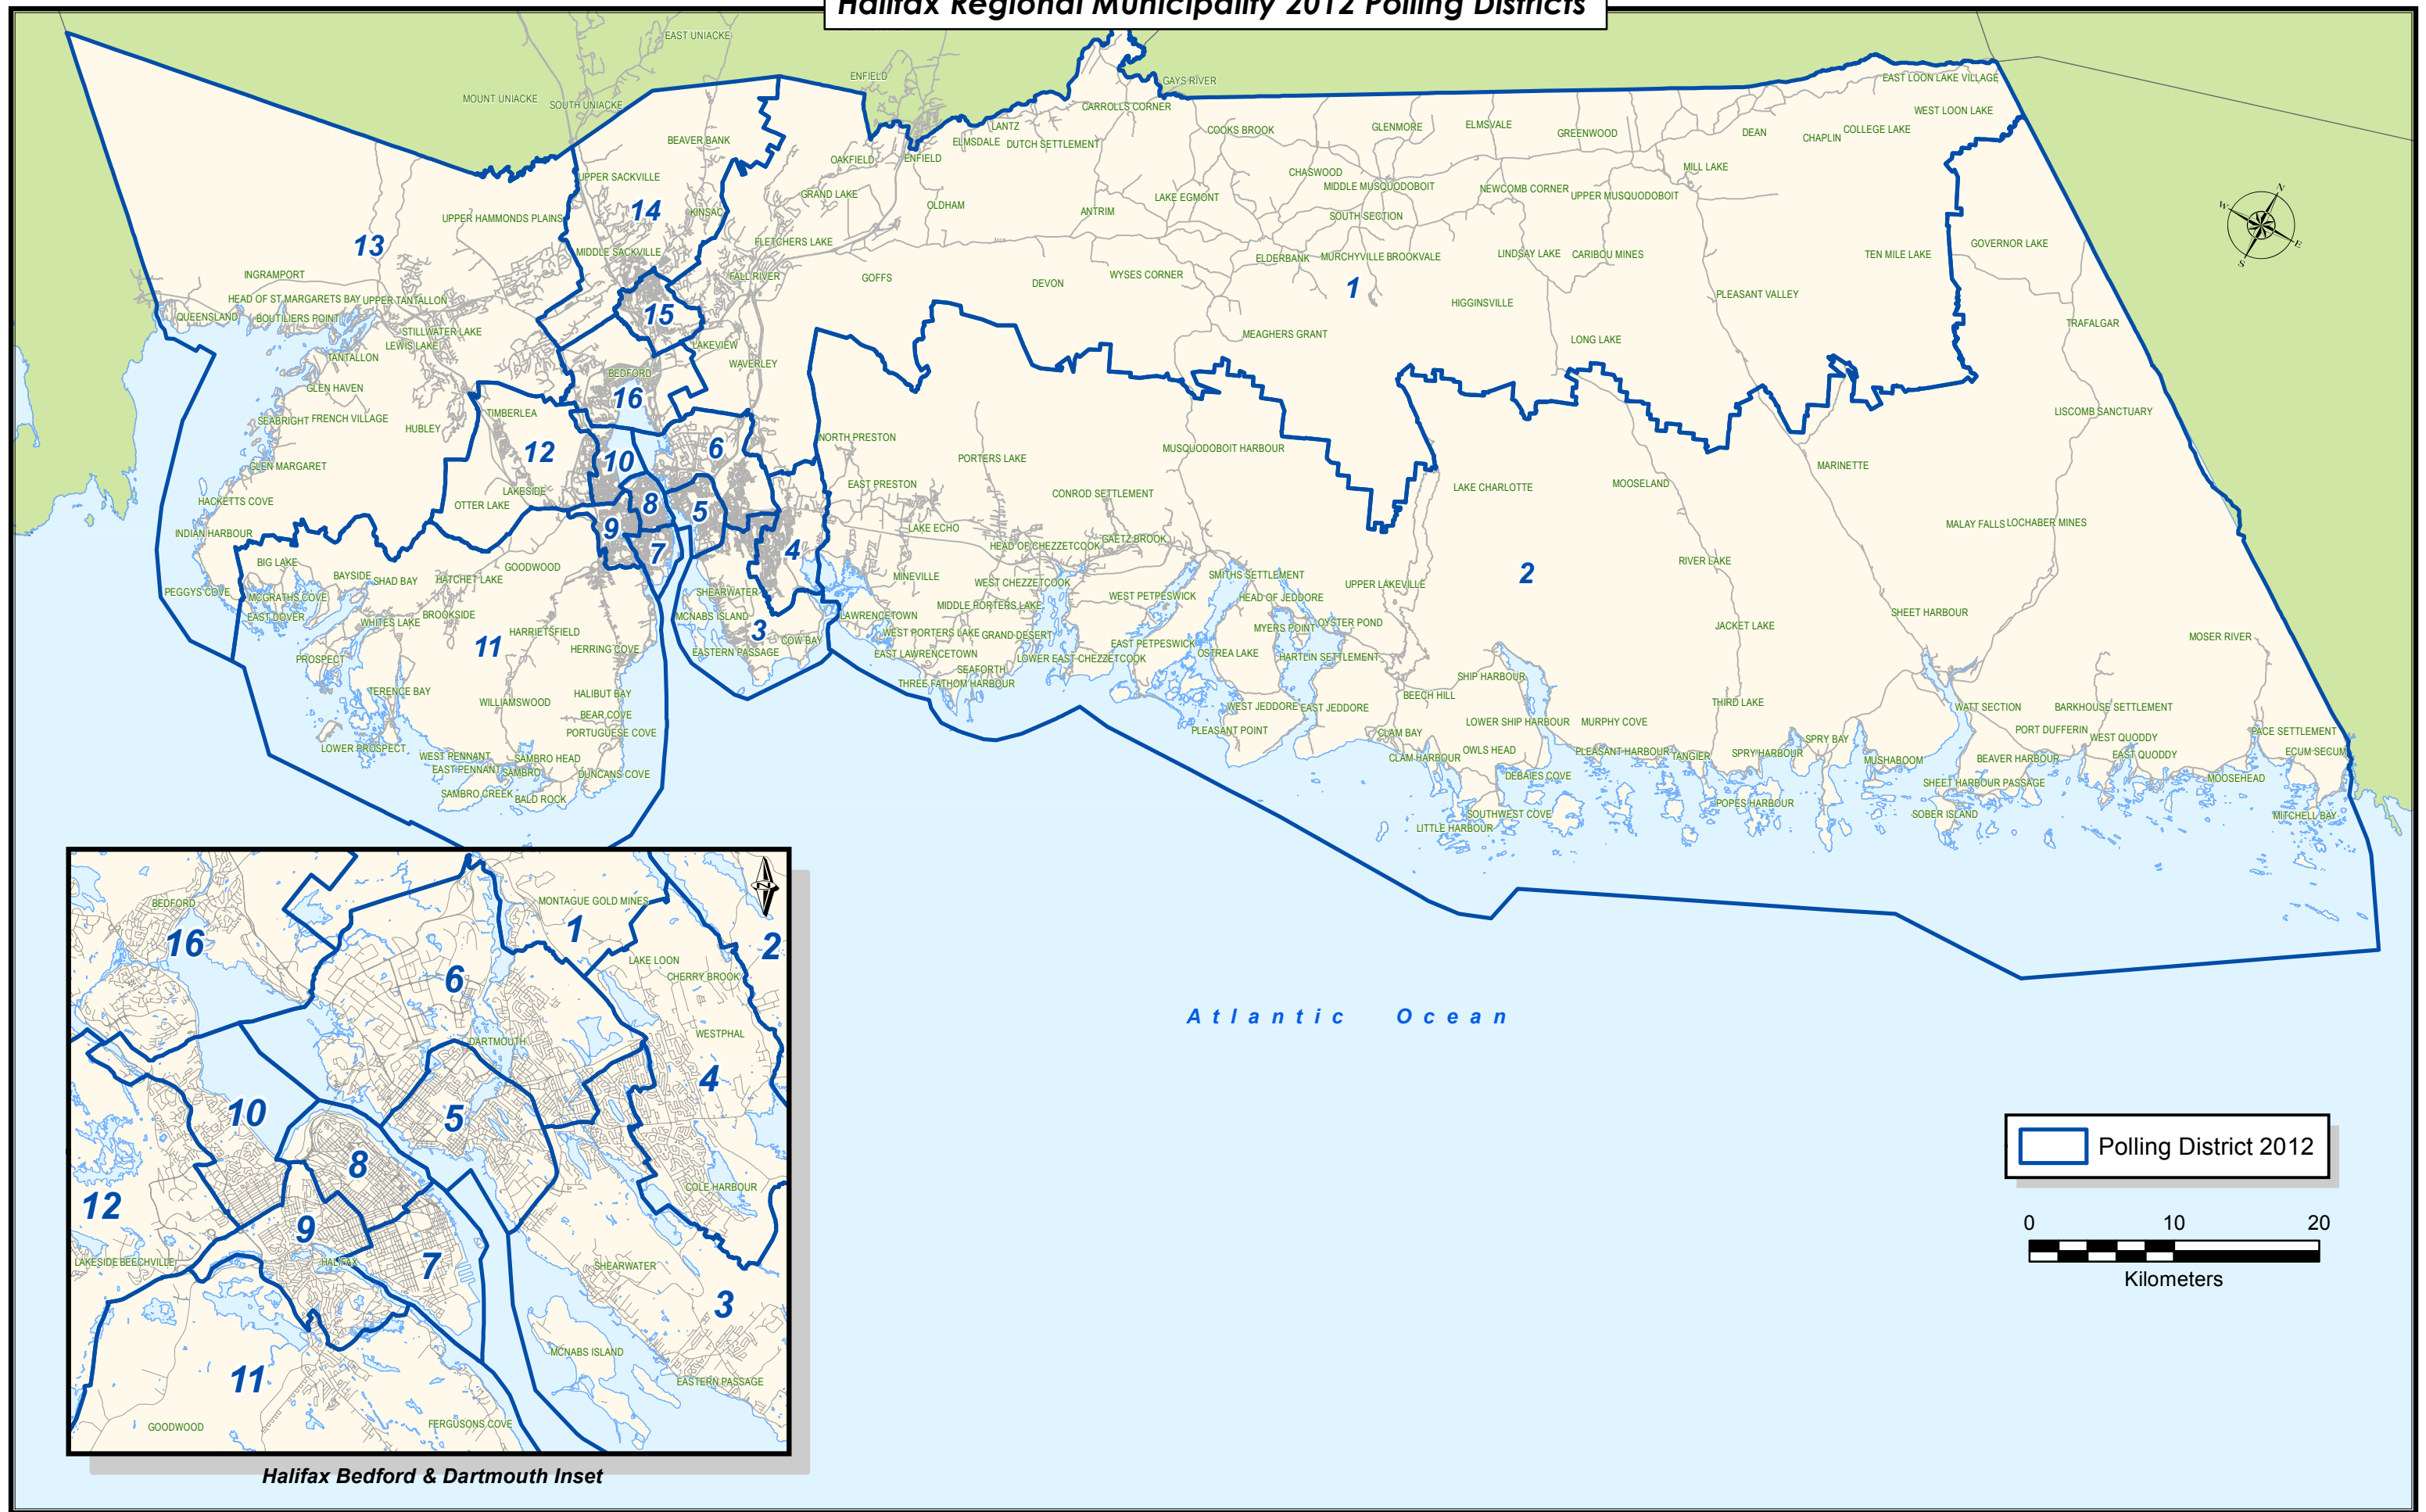 Halifax Regional Municipality 2012 Polling Districts
EAST UNIACKE
ENFIELD
GAYS RIVER
EAST LOON LAKE VILLAGE
MOUNT UNIACKE
SOUTH UNIACKE
CARROLLS CORNER
WEST LOON LAKE
LANTZ
COOKS BROOK
GLENMORE
ELMSVALE
GREENWOOD
DEAN
CHAPLIN
COLLEGE LAKE
BEAVER BANK
ELMSDALE
DUTCH SETTLEMENT
OAKFIELD
ENFIELD
MILL LAKE
UPPER SACKVILLE
CHASWOOD
MIDDLE MUSQUODOBOIT
NEWCOMB CORNER
UPPER MUSQUODOBOIT
GRAND LAKE
LAKE EGMONT
OLDHAM
ANTRIM
SOUTH SECTION
UPPER HAMMONDS PLAINS
14
KINSAC
N
W
E
S
13
FLETCHERS LAKE
MIDDLE SACKVILLE
GOVERNOR LAKE
ELDERBANK
MURCHYVILLE
BROOKVALE
LINDSAY LAKE
CARIBOU MINES
TEN MILE LAKE
INGRAMPORT
FALL RIVER
GOFFS
DEVON
WYSES CORNER
1
HEAD OF ST MARGARETS BAY
UPPER TANTALLON
HIGGINSVILLE
PLEASANT VALLEY
QUEENSLAND
BOUTILIERS POINT
15
TRAFALGAR
STILLWATER LAKE
LEWIS LAKE
LAKEVIEW
MEAGHERS GRANT
LONG LAKE
TANTALLON
WAVERLEY
BEDFORD
GLEN HAVEN
16
SEABRIGHT
FRENCH VILLAGE
TIMBERLEA
LISCOMB SANCTUARY
HUBLEY
NORTH PRESTON
12
6
MUSQUODOBOIT HARBOUR
10
PORTERS LAKE
GLEN MARGARET
MARINETTE
LAKESIDE
EAST PRESTON
CONROD SETTLEMENT
LAKE CHARLOTTE
MOOSELAND
HACKETTS COVE
OTTER LAKE
8
5
9
LAKE ECHO
MALAY FALLS
LOCHABER MINES
INDIAN HARBOUR
HEAD OF CHEZZETCOOK
GAETZ BROOK
7
4
BIG LAKE
GOODWOOD
RIVER LAKE
BAYSIDE
SHAD BAY
HATCHET LAKE
MINEVILLE
WEST CHEZZETCOOK
SMITHS SETTLEMENT
UPPER LAKEVILLE
2
PEGGYS COVE
MCGRATHS COVE
SHEARWATER
WEST PETPESWICK
HEAD OF JEDDORE
EAST DOVER
BROOKSIDE
WHITES LAKE
MCNABS ISLAND
LAWRENCETOWN
MIDDLE PORTERS LAKE
SHEET HARBOUR
HARRIETSFIELD
3
COW BAY
WEST PORTERS LAKE
GRAND DESERT
MYERS POINT
OYSTER POND
JACKET LAKE
MOSER RIVER
11
HERRING COVE
EASTERN PASSAGE
EAST LAWRENCETOWN
LOWER EAST CHEZZETCOOK
EAST PETPESWICK
OSTREA LAKE
HARTLIN SETTLEMENT
PROSPECT
SEAFORTH
THREE FATHOM HARBOUR
SHIP HARBOUR
TERENCE BAY
HALIBUT BAY
WILLIAMSWOOD
BEECH HILL
THIRD LAKE
BEAR COVE
WEST JEDDORE
EAST JEDDORE
WATT SECTION
BARKHOUSE SETTLEMENT
PORTUGUESE COVE
PLEASANT POINT
CLAM BAY
LOWER SHIP HARBOUR
MURPHY COVE
PORT DUFFERIN
PACE SETTLEMENT
LOWER PROSPECT
WEST PENNANT
SAMBRO HEAD
CLAM HARBOUR
OWLS HEAD
PLEASANT HARBOUR
TANGIER
SPRY HARBOUR
SPRY BAY
WEST QUODDY
ECUM SECUM
EAST PENNANT
SAMBRO
DUNCANS COVE
DEBAIES COVE
MUSHABOOM
BEAVER HARBOUR
EAST QUODDY
SAMBRO CREEK
BALD ROCK
SHEET HARBOUR PASSAGE
MOOSEHEAD
SOUTHWEST COVE
POPES HARBOUR
SOBER ISLAND
MITCHELL BAY
LITTLE HARBOUR
Atlantic Ocean
Polling District 2012
0 10 20
Kilometers
BEDFORD
MONTAGUE GOLD MINES
N
16
1
2
6
LAKE LOON
CHERRY BROOK
DARTMOUTH
WESTPHAL
10
5
4
8
COLE HARBOUR
12
9
LAKESIDE
BEECHVILLE
HALIFAX
7
SHEARWATER
3
11
MCNABS ISLAND
EASTERN PASSAGE
GOODWOOD
FERGUSONS COVE
Halifax Bedford & Dartmouth Inset